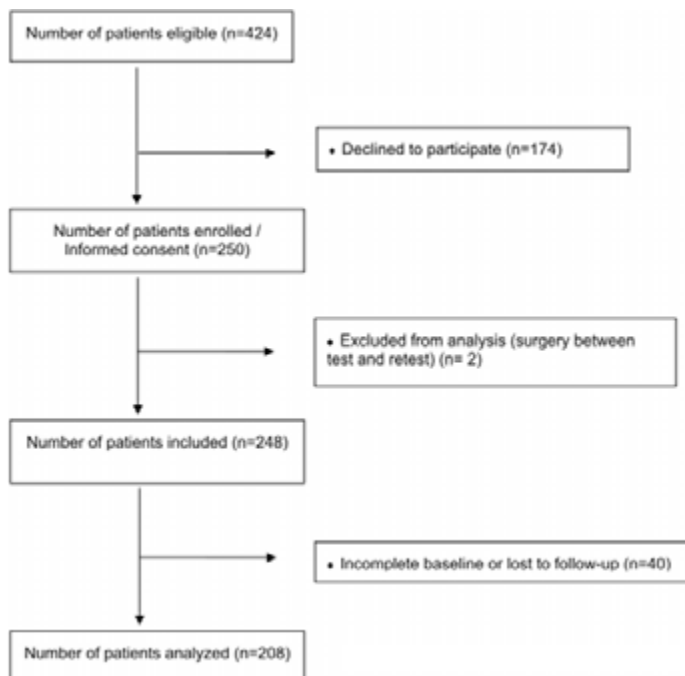 Number of patients eligible (n=424)
• Declined to participate (n=174)
Number of patients enrolled /
Informed consent (n=250)
• Excluded from analysis (surgery between
test and retest) (n= 2)
Number of patients included (n=248)
• Incomplete baseline or lost to follow-up (n=40)
Number of patients analyzed (n=208)